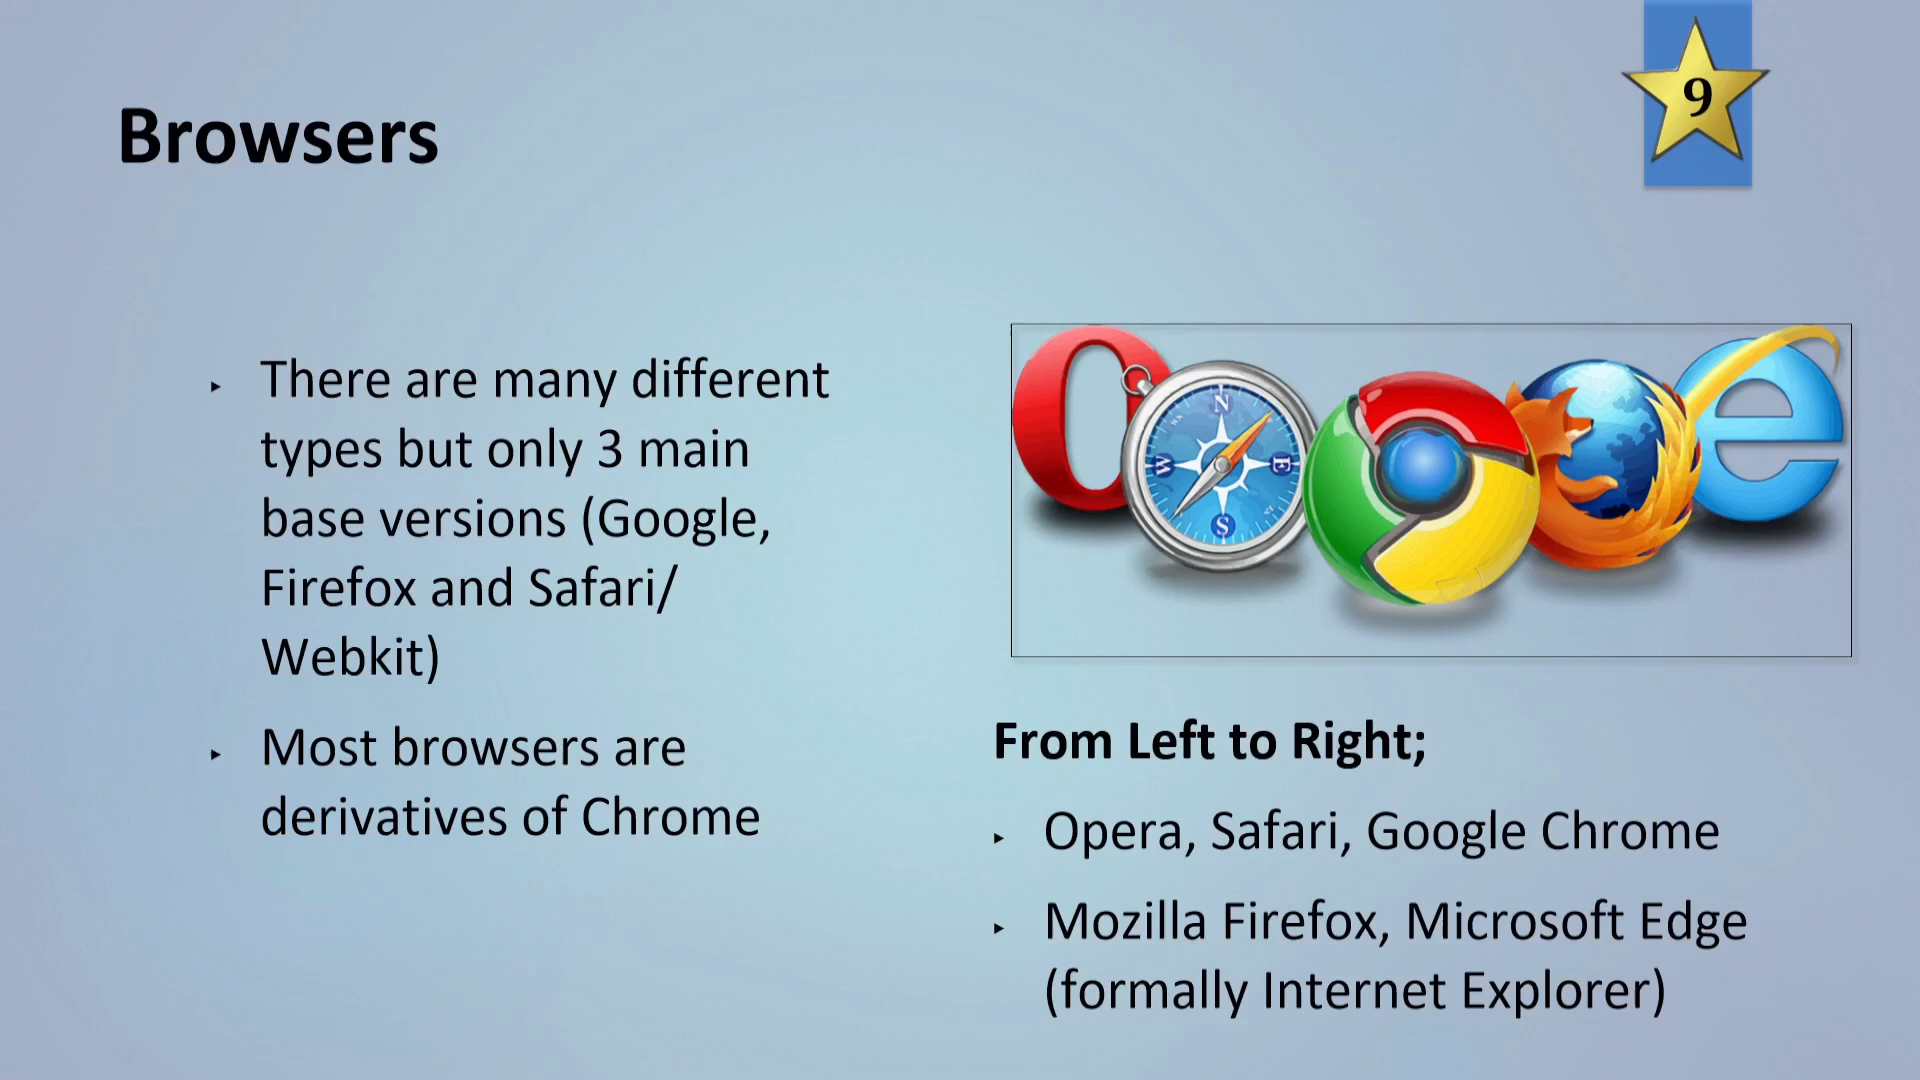 9
Browsers
There are many different
types but only 3 main
base versions (Google,
Firefox and Safari/
Webkit)
Most browsers are
derivatives of Chrome
N
W
E
S
From Left to Right;
Opera, Safari, Google Chrome
Mozilla Firefox, Microsoft Edge
(formally Internet Explorer)